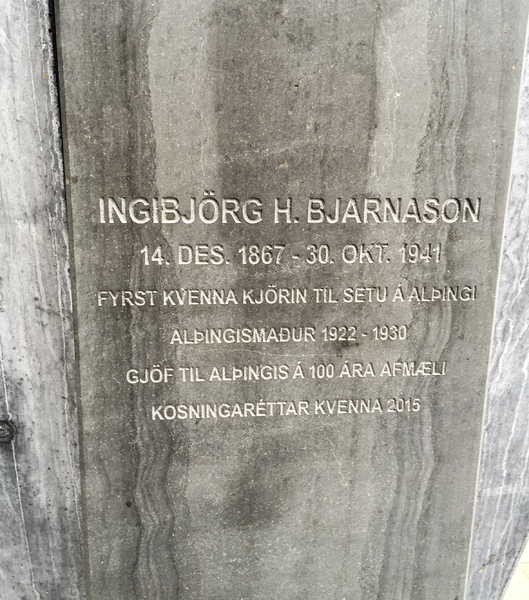 INGIBJÖRG H. BJARNASON
14. DES. 1867 - 30. OKT. 1941
FYRST KVENNA KJÖRIN TIL SETU Á ALÞINGI
ALÞINGISMAÐUR 1922 - 1930
GJÖF TIL ALÞINGIS Á 100 ÁRA AFMÆLI
KOSNINGARÉTTAR KVENNA 2015